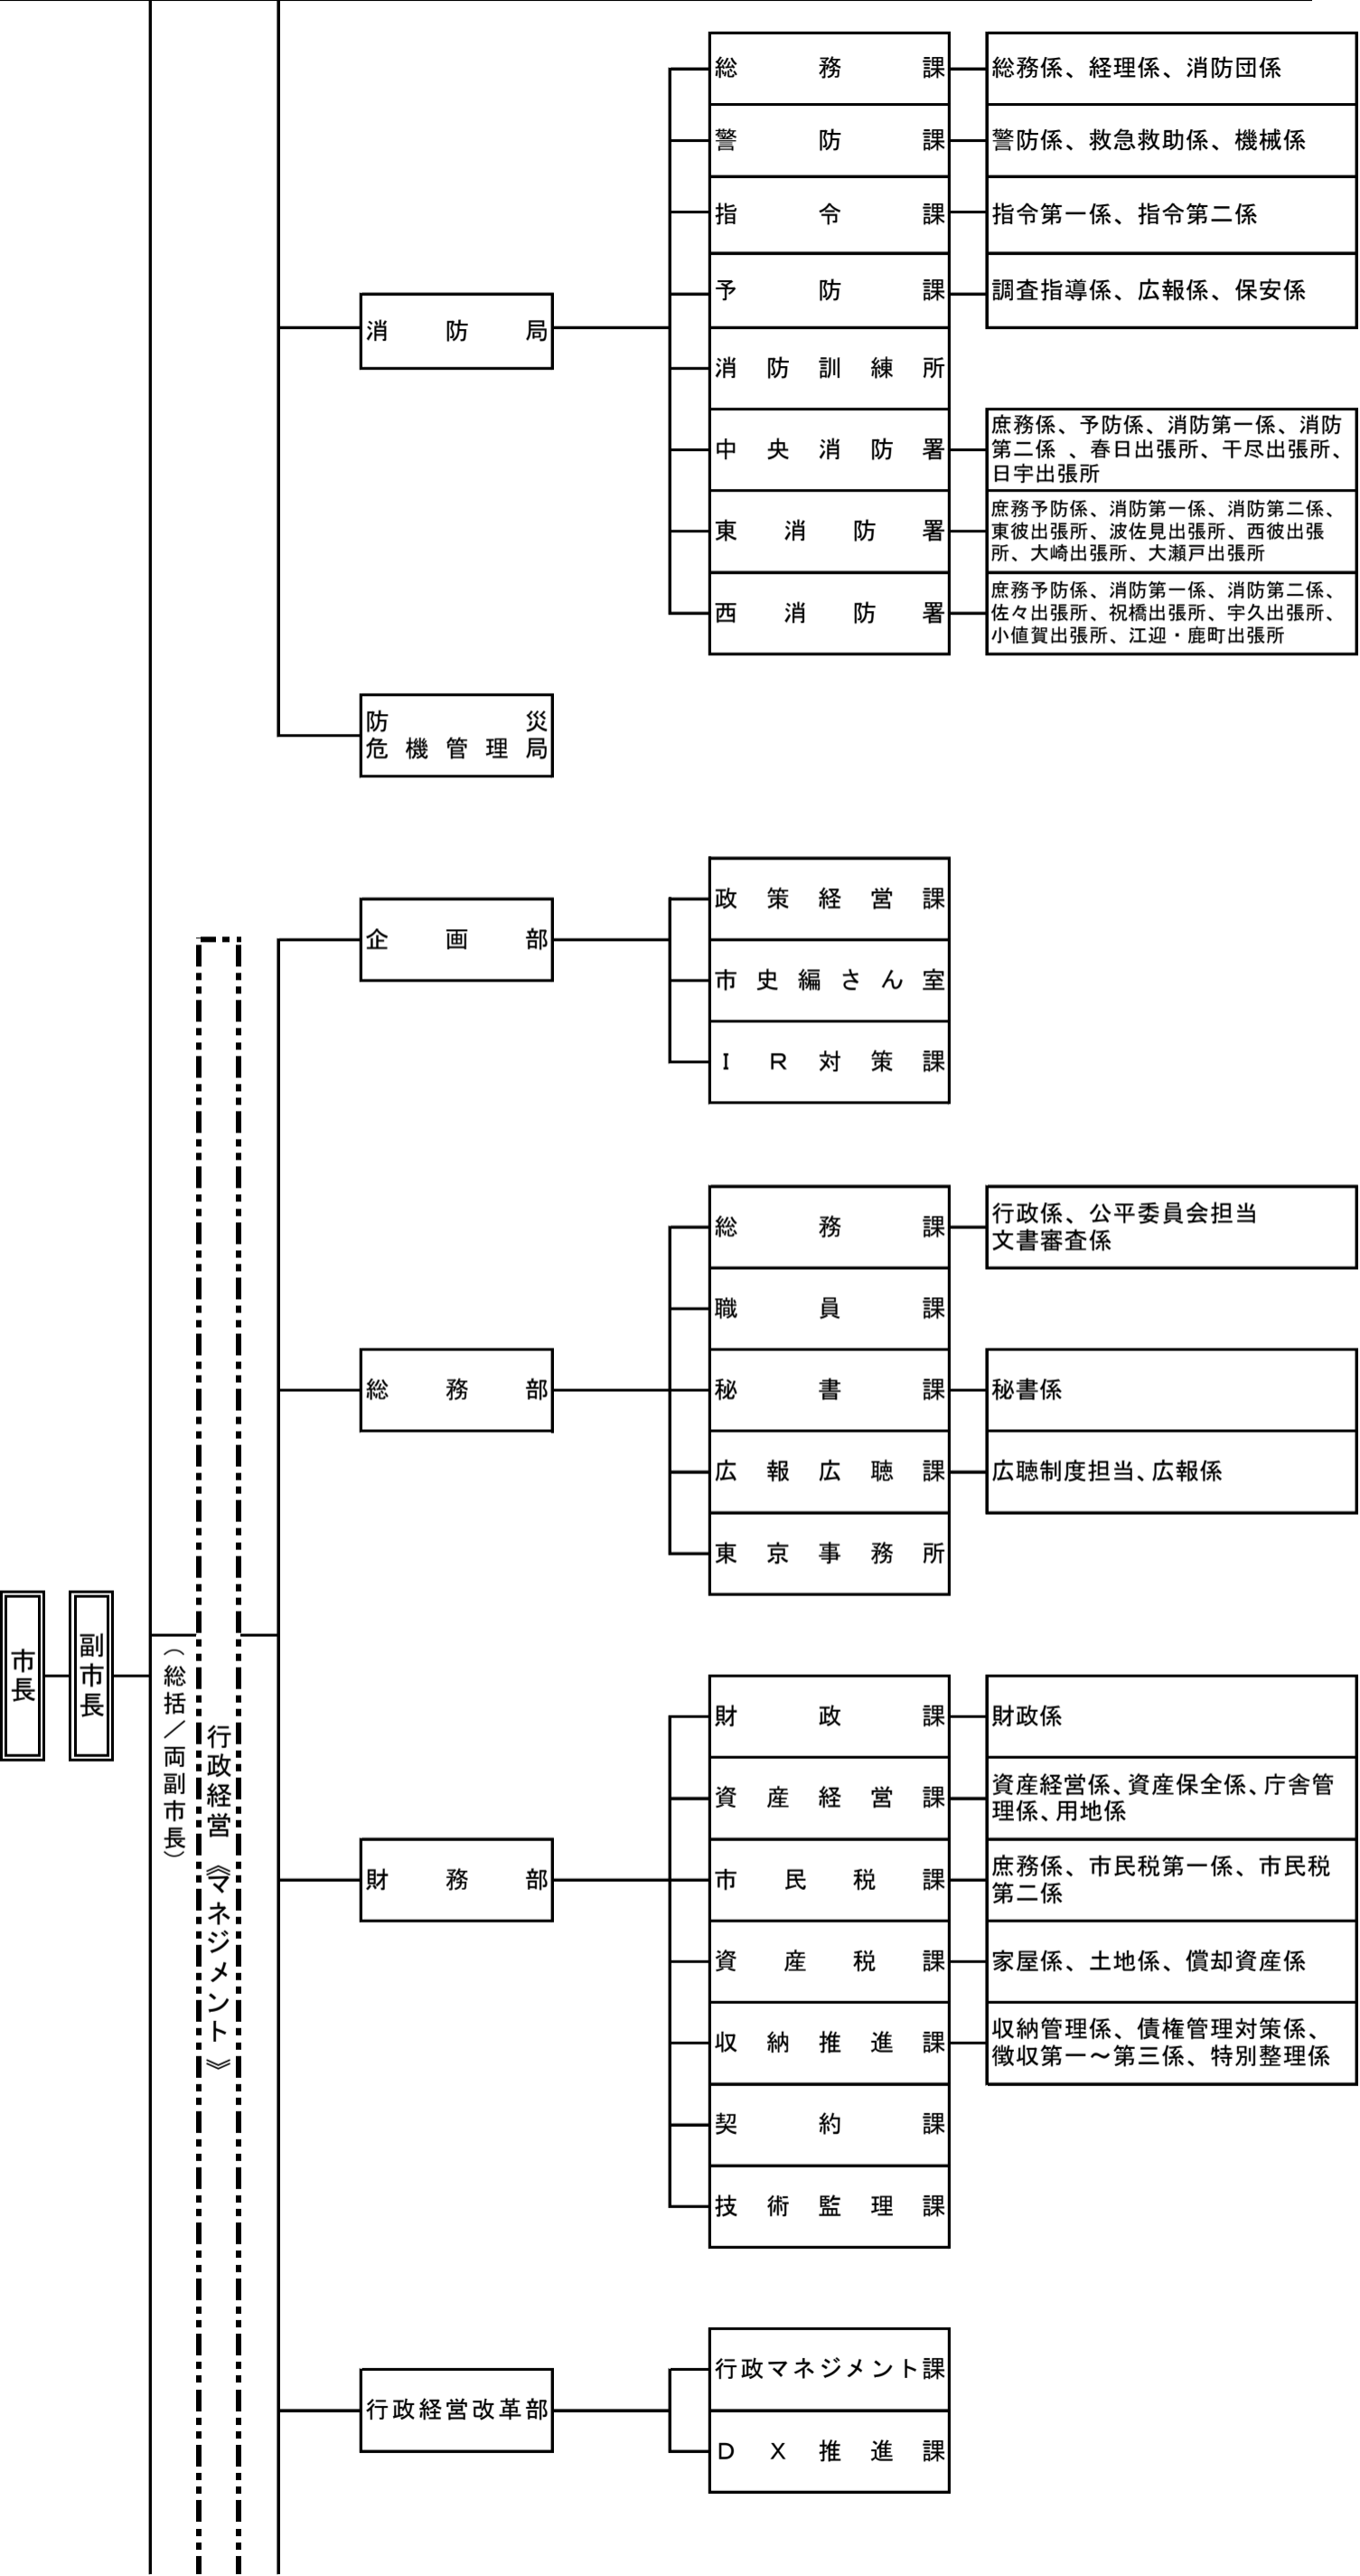 総務課
総務係、経理係、消防団係
警防課
警防係、救急救助係、機械係
指令課
指令第一係、指令第二係
予防課
調査指導係、広報係、保安係
消防局
消防訓練所
中央消防署
庶務係、予防係、消防第一係、消防
第二係 、春日出張所、干尽出張所、
日宇出張所
東消防署
庶務予防係、消防第一係、消防第二係、
東彼出張所、波佐見出張所、西彼出張
所、大崎出張所、大瀬戸出張所
西消防署
庶務予防係、消防第一係、消防第二係、
佐々出張所、祝橋出張所、宇久出張所、
小値賀出張所、江迎・鹿町出張所
防災
危機管理局
企画部
政策経営課
市史編さん室
ＩＲ対策課
総務部
総務課
行政係、公平委員会担当
文書審査係
職員課
秘書課
秘書係
広報広聴課
広聴制度担当、広報係
東京事務所
市長
副市長
（総括／両副市長）
行政経営《マネジメント》
財務部
財政課
財政係
資産経営課
資産経営係、資産保全係、庁舎管
理係、用地係
市民税課
庶務係、市民税第一係、市民税
第二係
資産税課
家屋係、土地係、償却資産係
収納推進課
収納管理係、債権管理対策係、
徴収第一～第三係、特別整理係
契約課
技術監理課
行政経営改革部
行政マネジメント課
ＤＸ推進課